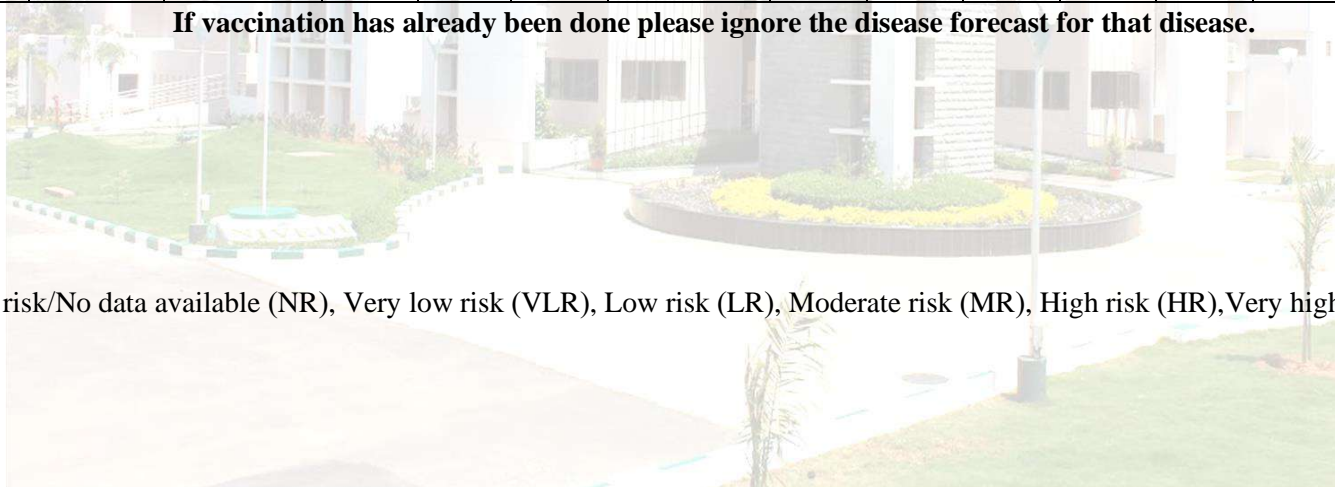 If vaccination has already been done please ignore the disease forecast for that disease.
risk/No data available (NR), Very low risk (VLR), Low risk (LR), Moderate risk (MR), High risk (HR),Very high